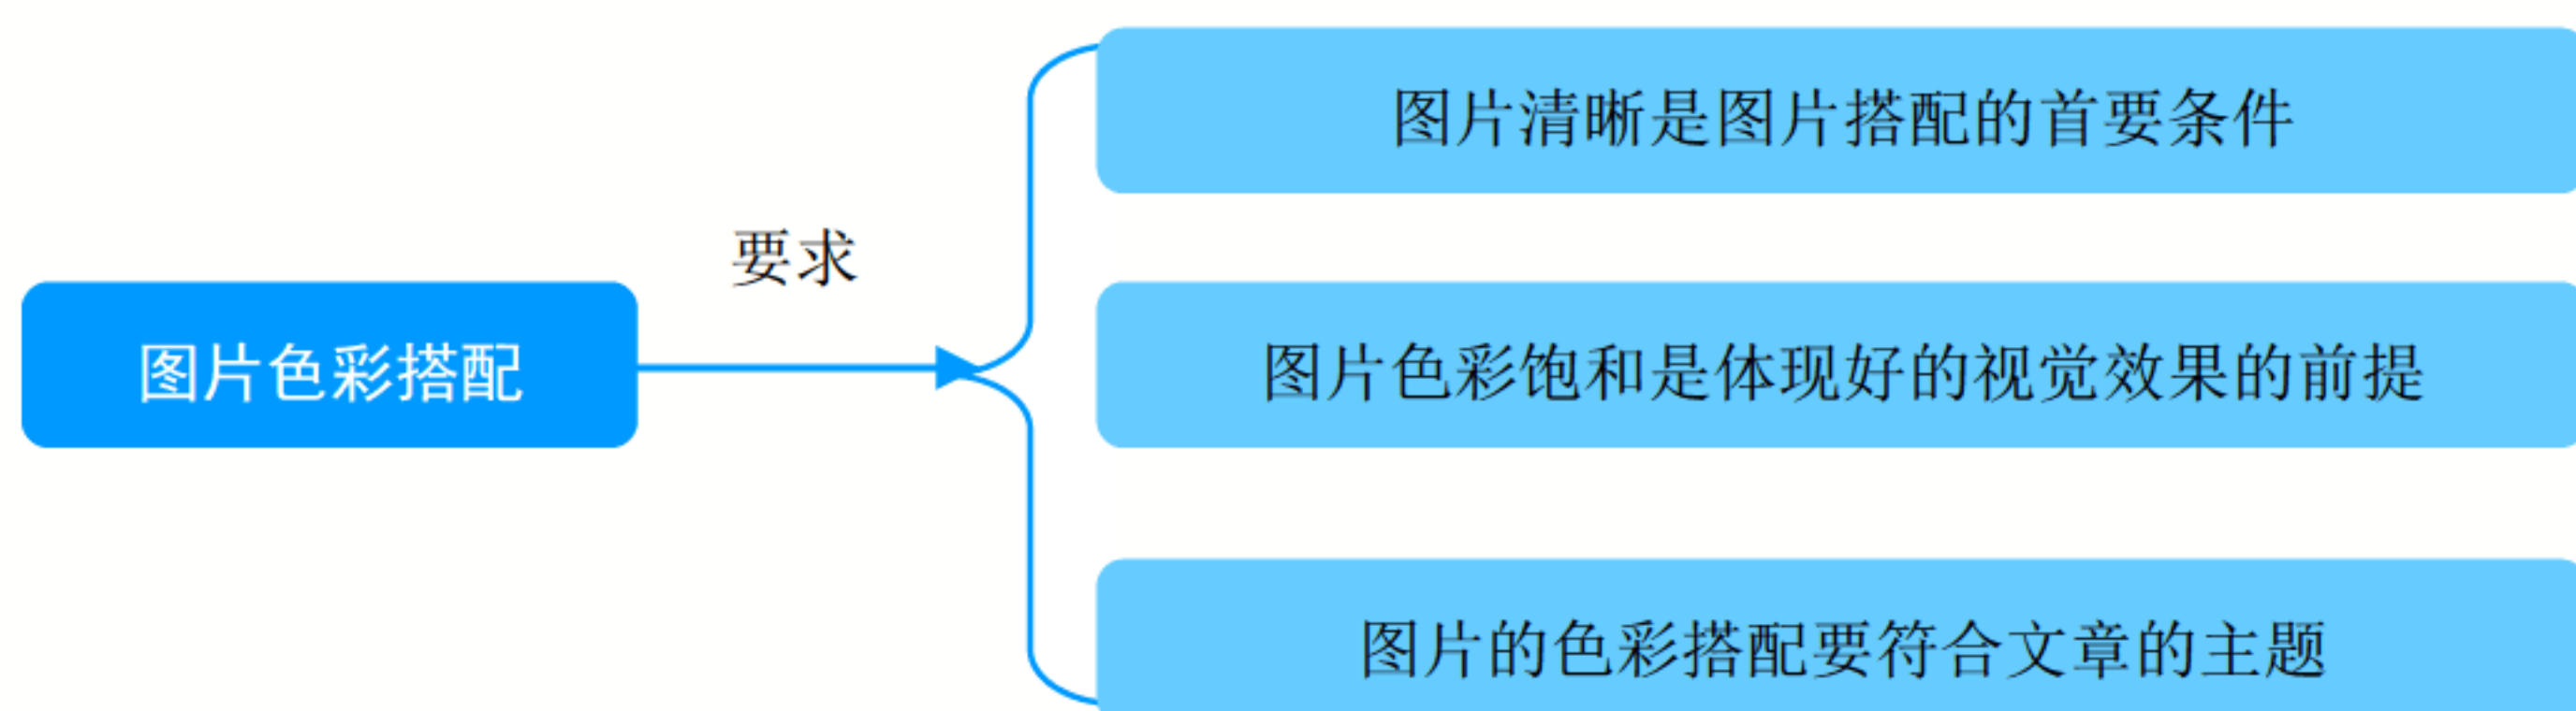 图片色彩搭配
要求
图片清晰是图片搭配的首要条件
图片色彩饱和是体现好的视觉效果的前提
图片的色彩搭配要符合文章的主题